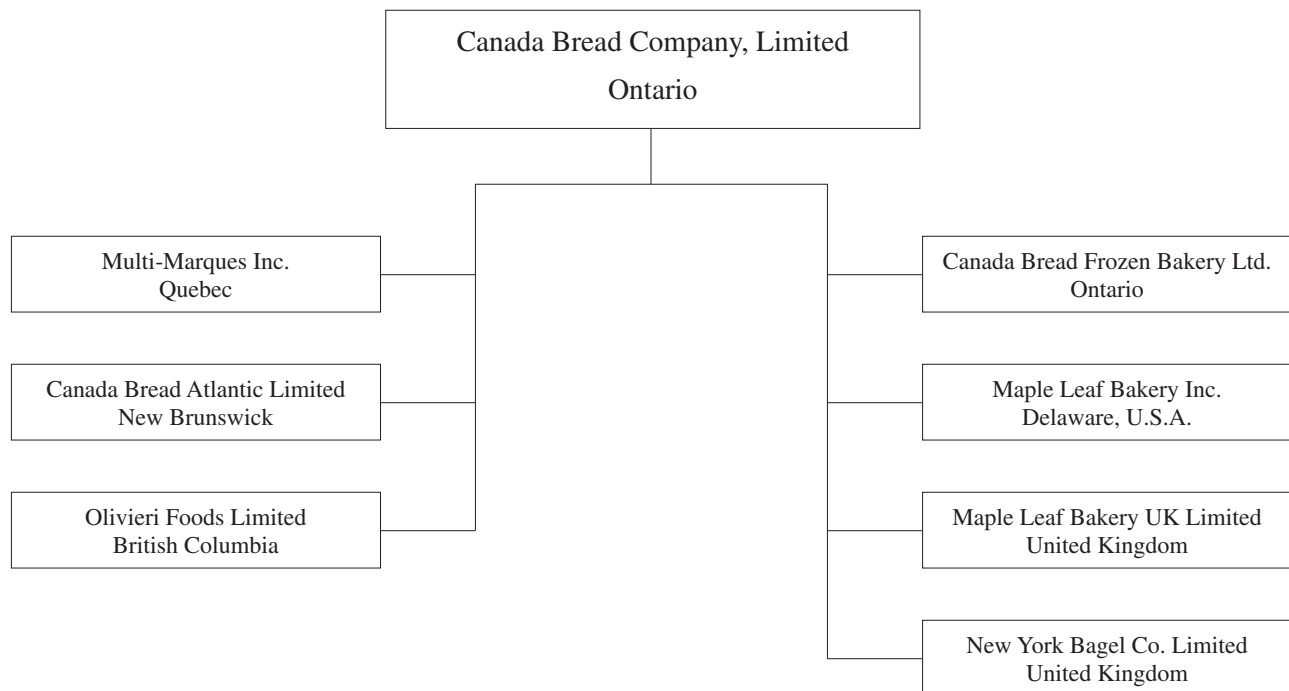 Canada Bread Company, Limited
Ontario
Multi-Marques Inc.
Quebec
Canada Bread Atlantic Limited
New Brunswick
Olivieri Foods Limited
British Columbia
Canada Bread Frozen Bakery Ltd.
Ontario
Maple Leaf Bakery Inc.
Delaware, U.S.A.
Maple Leaf Bakery UK Limited
United Kingdom
New York Bagel Co. Limited
United Kingdom